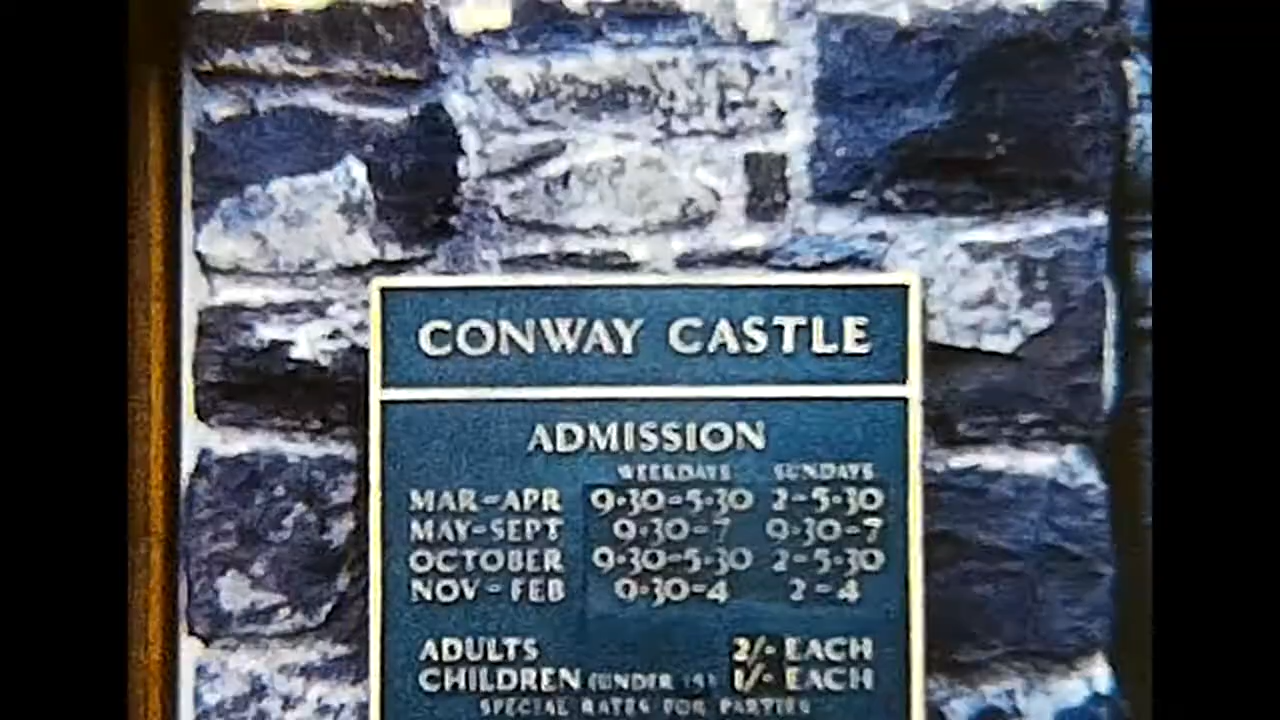 CONWAY CASTLE
ADMISSION
WEEKDAYS SUNDAYS
MAR-APR 9·30-5·30 2-5·30
MAY-SEPT 9·30-7 9·30-7
OCTOBER 9·30-5·30 2-5·30
NOV-FEB 9·30-4 2-4
ADULTS 2/- EACH
CHILDREN (UNDER 15) 1/- EACH
SPECIAL RATES FOR PARTIES